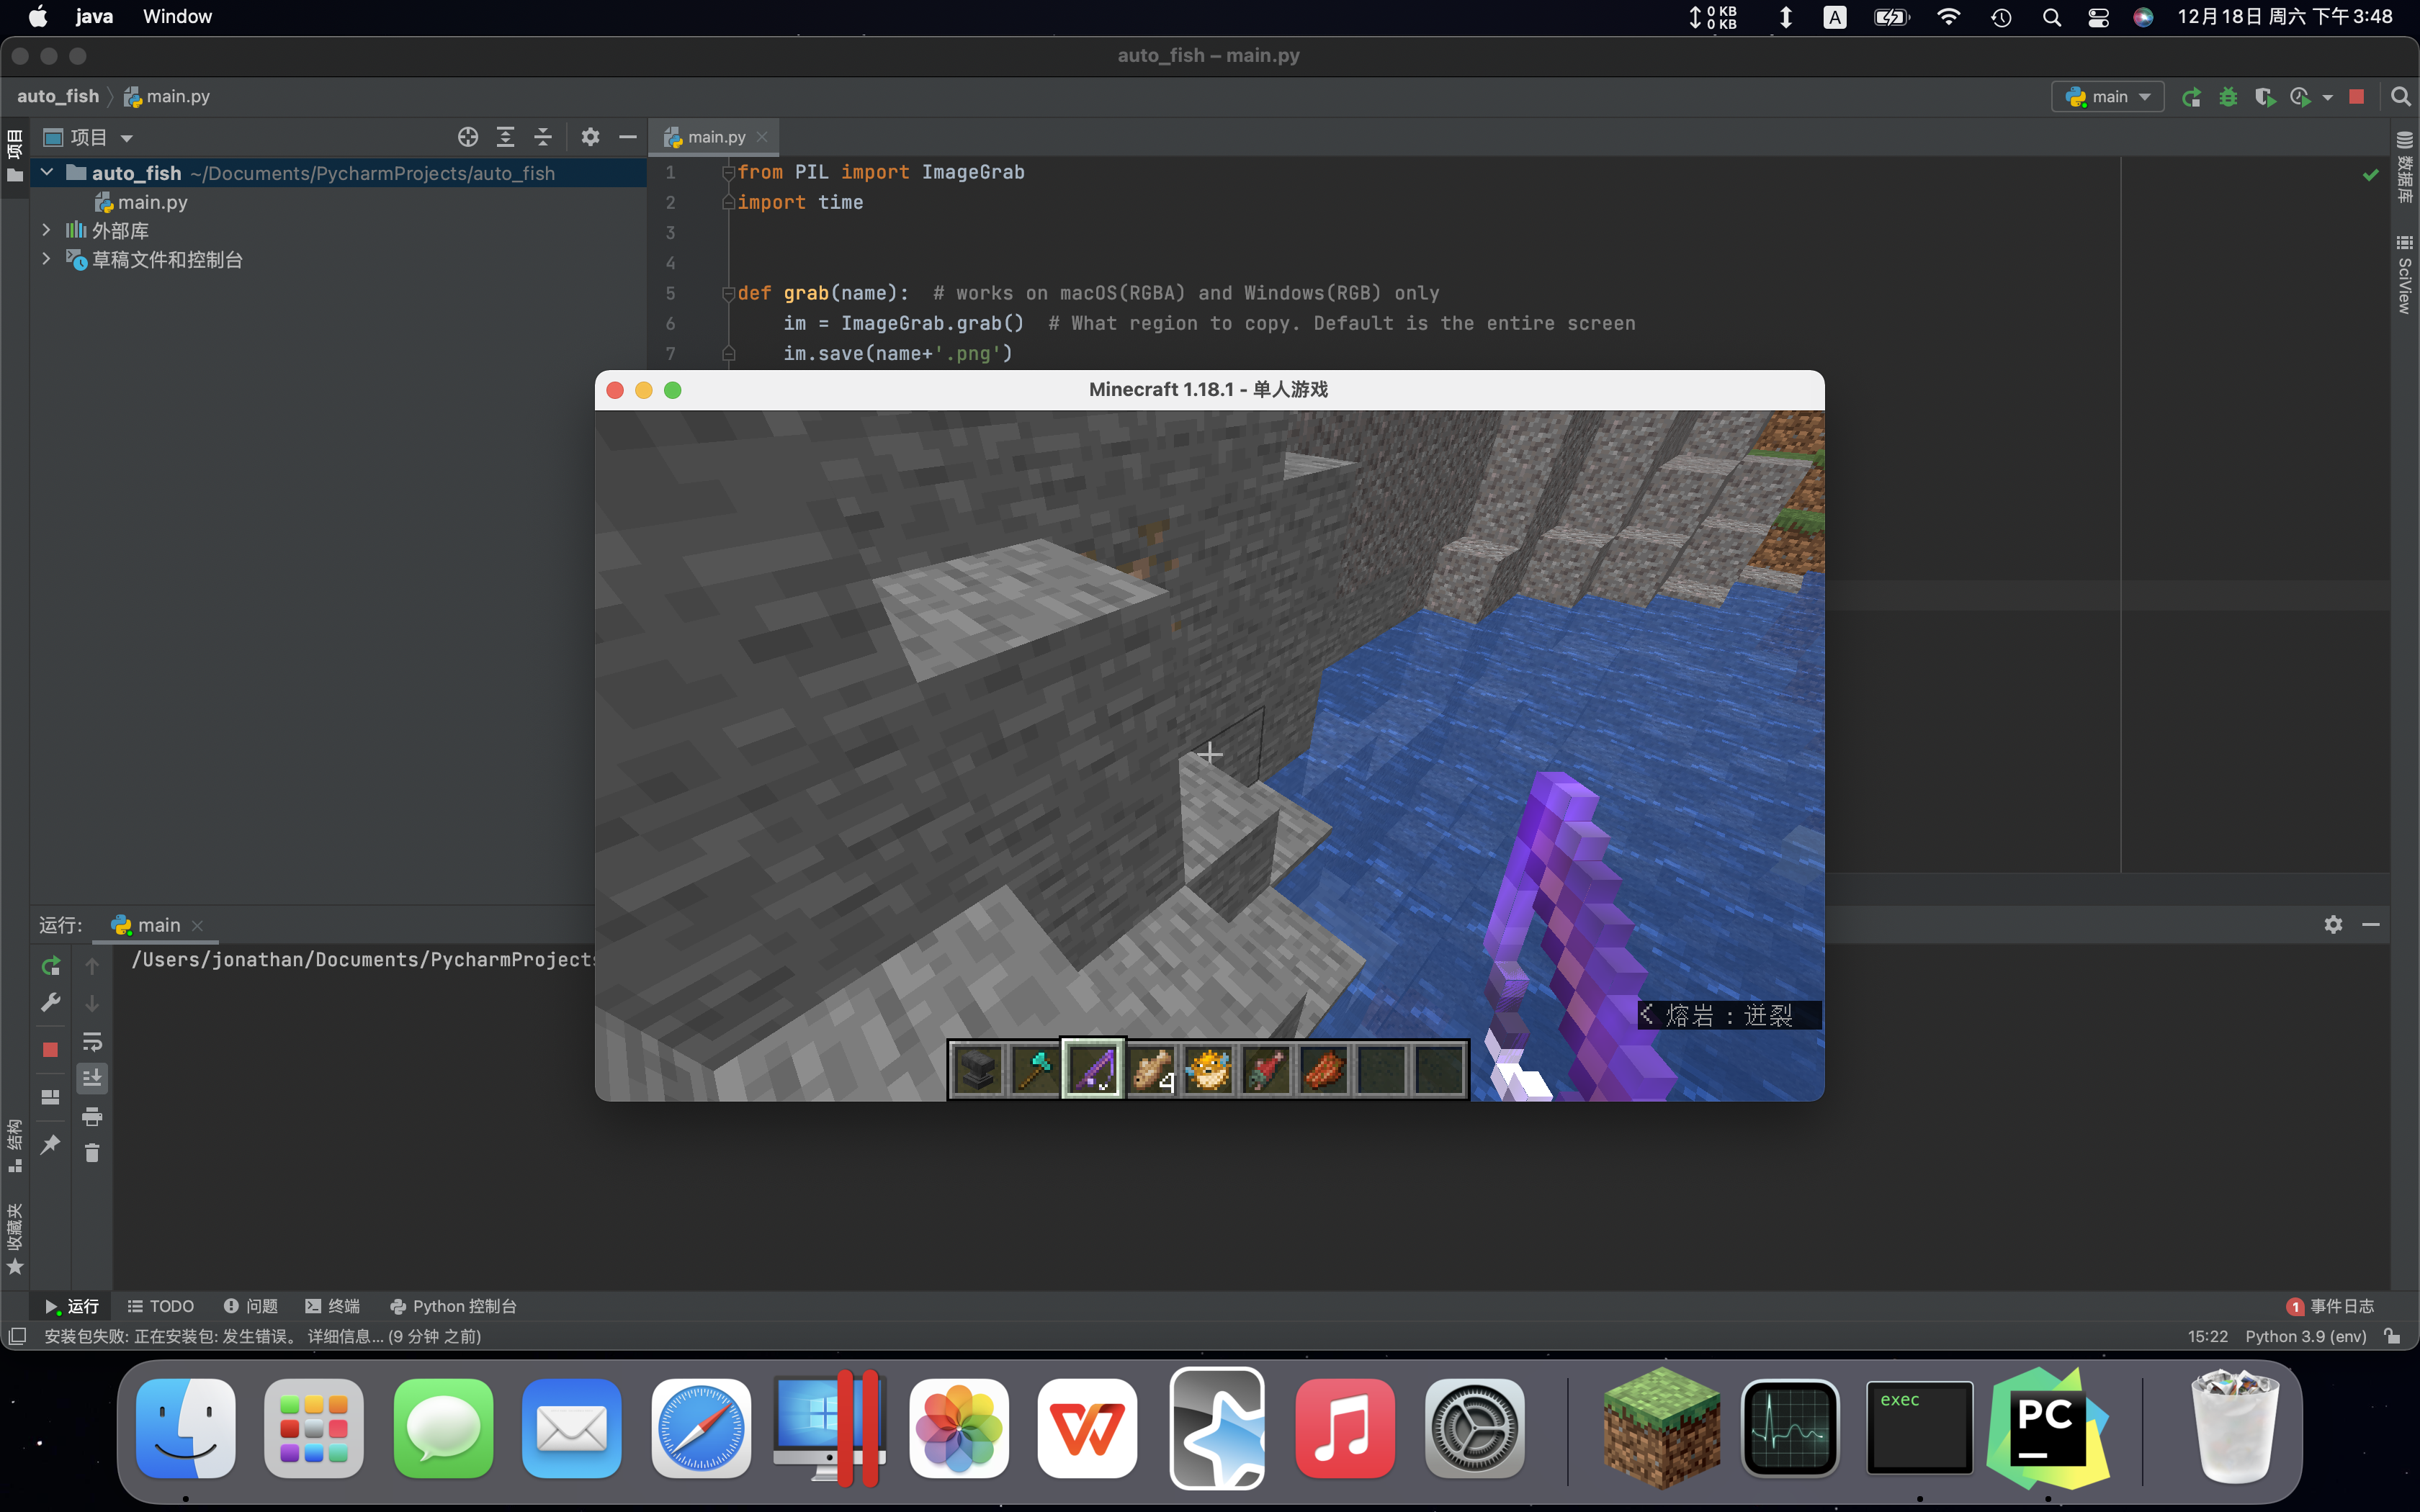 java Window
0 KB
0 KB
A
12月18日 周六 下午3:48
auto_fish – main.py
auto_fish main.py
main
项目
项目
main.py
auto_fish ~/Documents/PycharmProjects/auto_fish
main.py
外部库
草稿文件和控制台
1 from PIL import ImageGrab
2 import time
3
4
5 def grab(name): # works on macOS(RGBA) and Windows(RGB) only
6 im = ImageGrab.grab() # What region to copy. Default is the entire screen
7 im.save(name+'.png')
数据库
SciView
Minecraft 1.18.1 - 单人游戏
< 熔岩：迸裂
4
运行: main
/Users/jonathan/Documents/PycharmProjects
结构
收藏夹
运行 TODO 问题 终端 Python 控制台
1 事件日志
安装包失败: 正在安装包: 发生错误。 详细信息... (9 分钟 之前)
15:22 Python 3.9 (env)
exec
PC